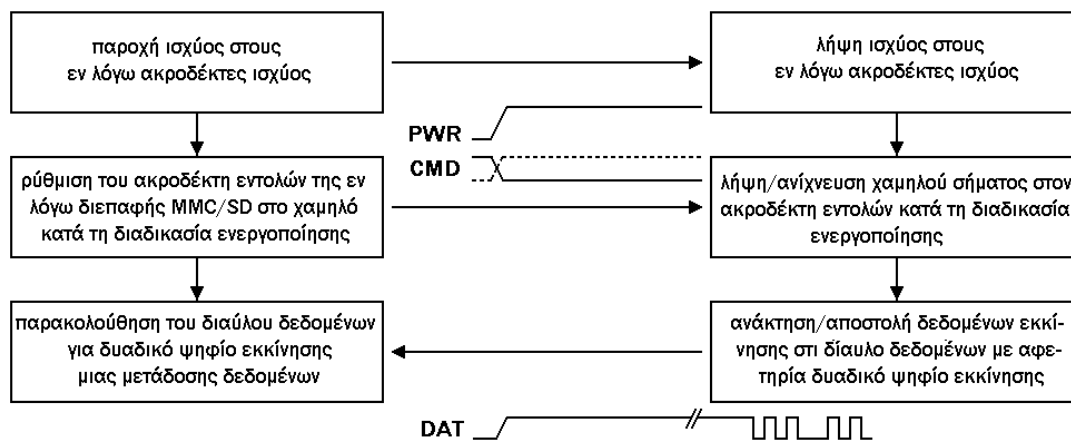 παροχή ισχύος στους
εν λόγω ακροδέκτες ισχύος
λήψη ισχύος στους
εν λόγω ακροδέκτες ισχύος
PWR
CMD
ρύθμιση του ακροδέκτη εντολών της εν
λόγω διεπαφής MMC/SD στο χαμηλό
κατά τη διαδικασία ενεργοποίησης
λήψη/ανίχνευση χαμηλού σήματος στον
ακροδέκτη εντολών κατά τη διαδικασία
ενεργοποίησης
παρακολούθηση του διαύλου δεδομένων
για δυαδικό ψηφίο εκκίνησης
μιας μετάδοσης δεδομένων
ανάκτηση/αποστολή δεδομένων εκκί-
νησης στι δίαυλο δεδομένων με αφε-
τηρία δυαδικό ψηφίο εκκίνησης
DAT